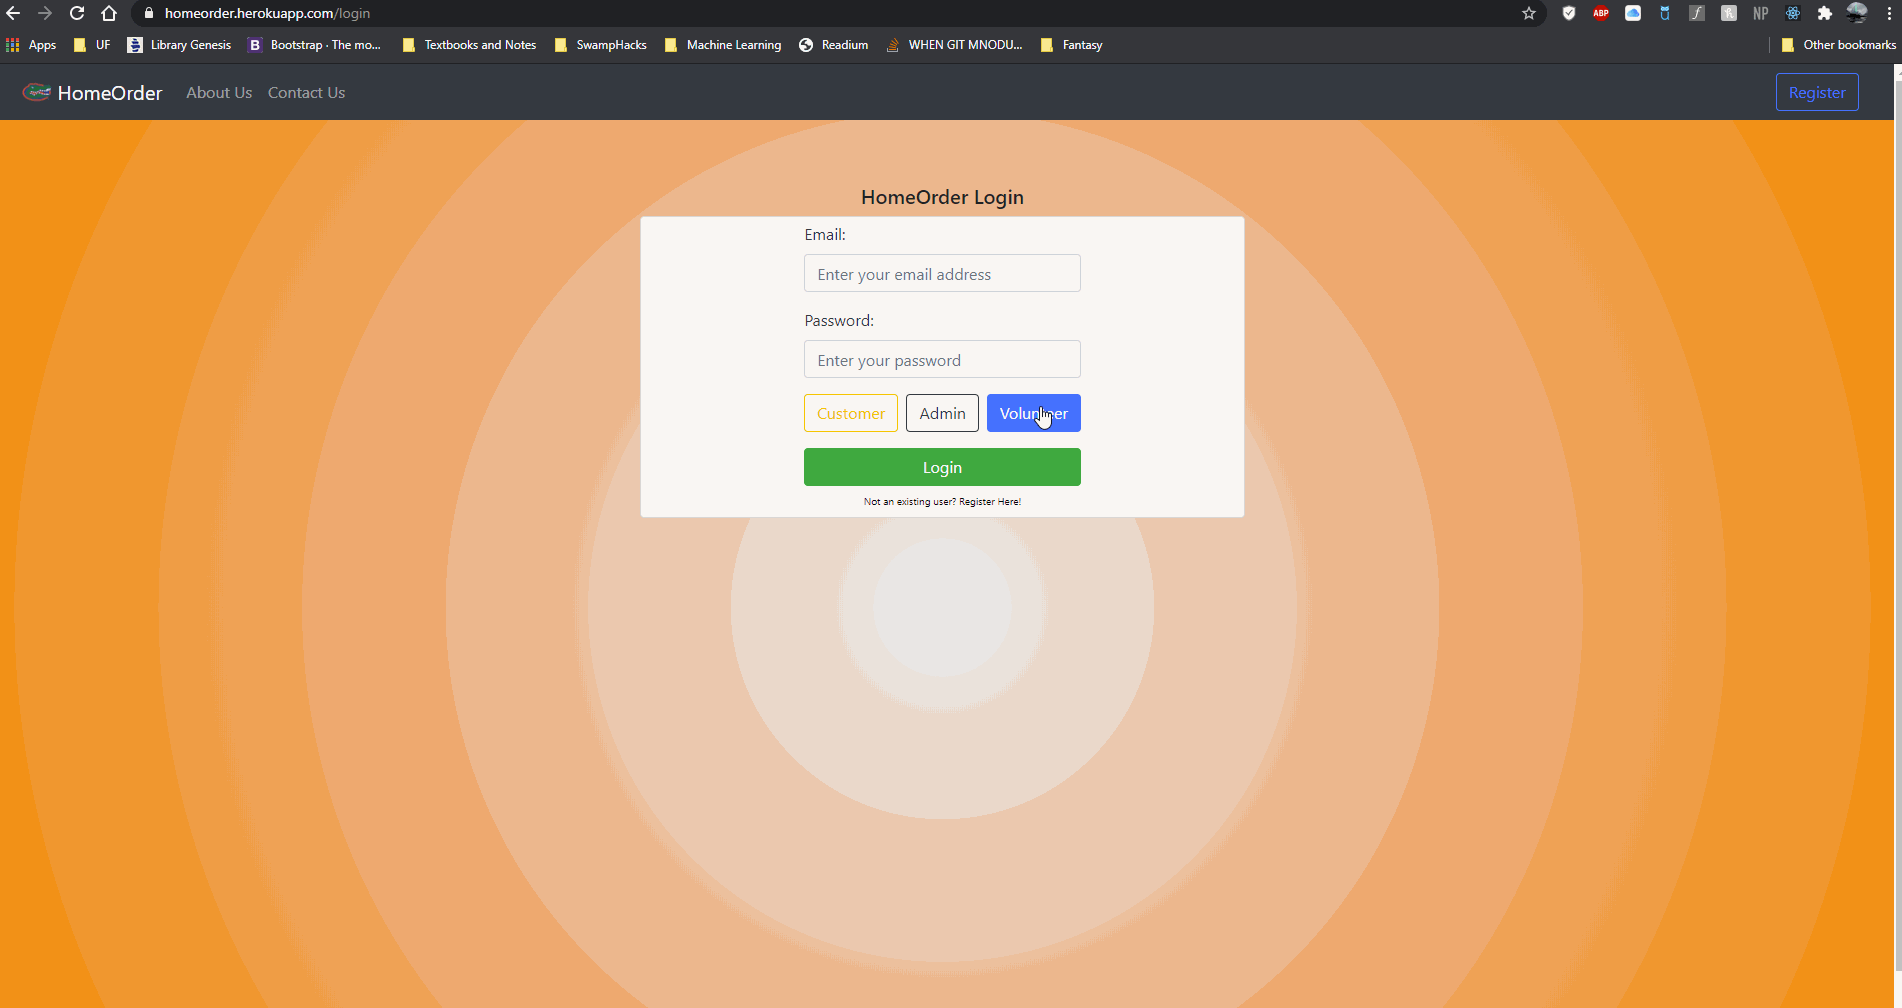 homeorder.herokuapp.com/login
ABP
NP
Apps
UF
Library Genesis
B
Bootstrap · The mo...
Textbooks and Notes
SwampHacks
Machine Learning
Readium
WHEN GIT MNODU...
Fantasy
Other bookmarks
HomeOrder
About Us
Contact Us
Register
HomeOrder Login
Email:
Enter your email address
Password:
Enter your password
Customer
Admin
Volunteer
Login
Not an existing user? Register Here!